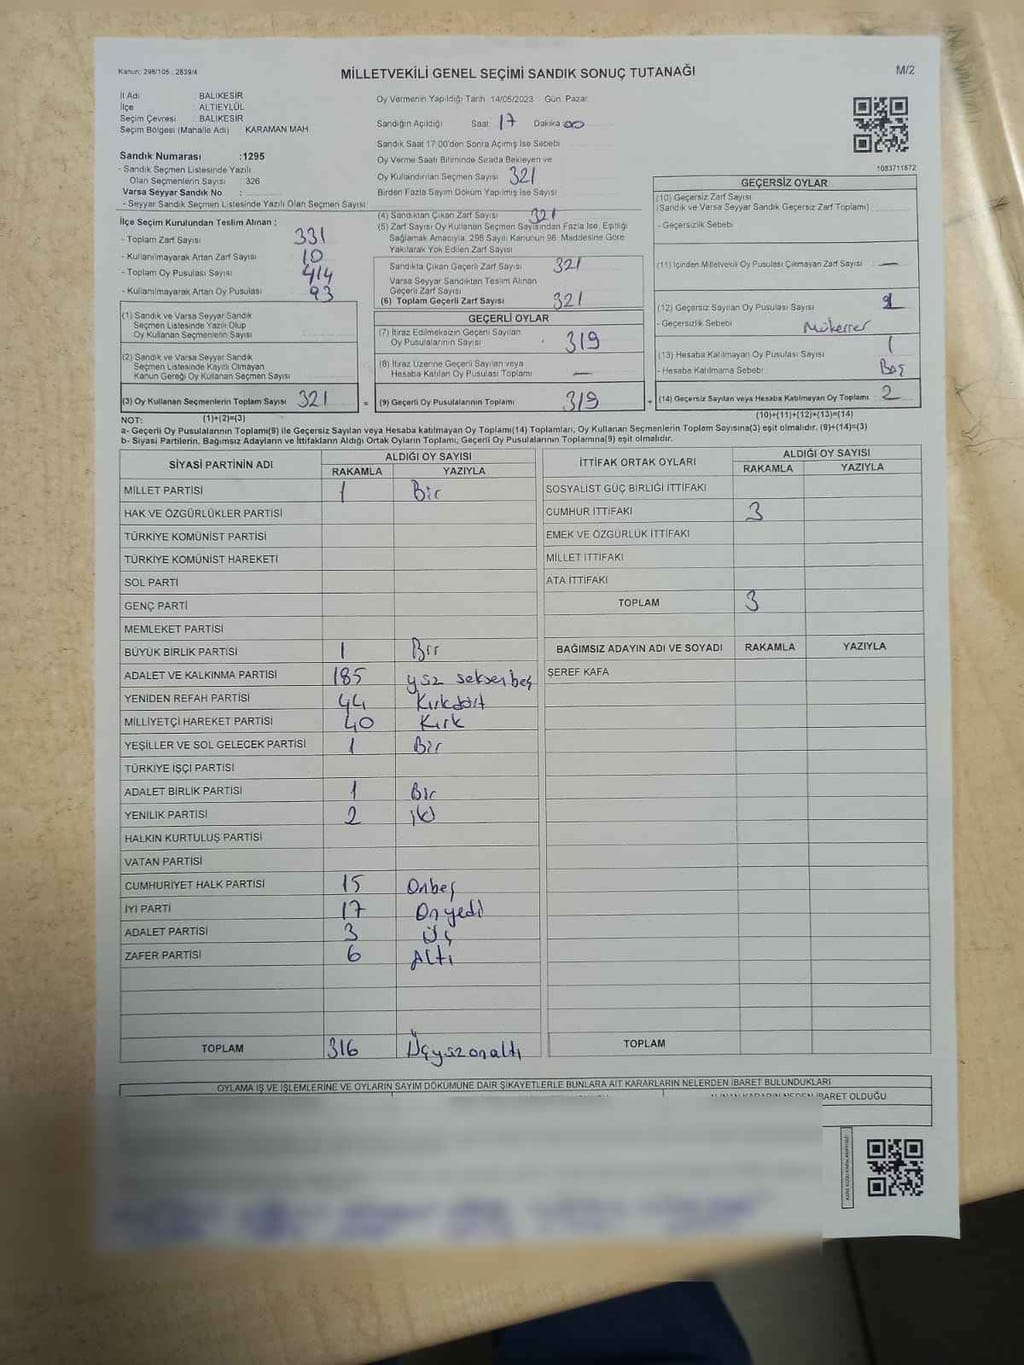 Kanun: 298/105 , 2839/4
MİLLETVEKİLİ GENEL SEÇİMİ SANDIK SONUÇ TUTANAĞI
M/2
İl Adı : BALIKESİR
İlçe : ALTIEYLÜL
Seçim Çevresi : BALIKESİR
Seçim Bölgesi (Mahalle Adı) : KARAMAN MAH
Sandık Numarası :1295
- Sandık Seçmen Listesinde Yazılı
Olan Seçmenlerin Sayısı : 326
Varsa Seyyar Sandık No :
- Seyyar Sandık Seçmen Listesinde Yazılı Olan Seçmen Sayısı
İlçe Seçim Kurulundan Teslim Alınan ;
- Toplam Zarf Sayısı 331
- Kullanılmayarak Artan Zarf Sayısı 10
- Toplam Oy Pusulası Sayısı 414
- Kullanılmayarak Artan Oy Pusulası 93
(1) Sandık ve Varsa Seyyar Sandık
Seçmen Listesinde Yazılı Olup
Oy Kullanan Seçmenlerin Sayısı
(2) Sandık ve Varsa Seyyar Sandık
Seçmen Listesinde Kayıtlı Olmayan
Kanun Gereği Oy Kullanan Seçmen Sayısı
(3) Oy Kullanan Seçmenlerin Toplam Sayısı 321
Oy Vermenin Yapıldığı Tarih 14/05/2023 Gün Pazar
Sandığın Açıldığı Saat: 17 Dakika: 00
Sandık Saat 17:00'den Sonra Açımış İse Sebebi
Oy Verme Saati Bitiminde Sırada Bekleyen ve
Oy Kullandırılan Seçmen Sayısı 321
Birden Fazla Sayım Döküm Yapılmış İse Sayısı
(4) Sandıktan Çıkan Zarf Sayısı 321
(5) Zarf Sayısı Oy Kullanan Seçmen Sayısından Fazla İse, Eşitliği
Sağlamak Amacıyla; 298 Sayılı Kanunun 98. Maddesine Göre
Yakılarak Yok Edilen Zarf Sayısı
Sandıkta Çıkan Geçerli Zarf Sayısı 321
Varsa Seyyar Sandıktan Teslim Alınan
Geçerli Zarf Sayısı
(6) Toplam Geçerli Zarf Sayısı 321
GEÇERLİ OYLAR
(7) İtiraz Edilmeksizin Geçerli Sayılan
Oy Pusulalarının Sayısı 319
(8) İtiraz Üzerine Geçerli Sayılan veya
Hesaba Katılan Oy Pusulası Toplamı —
= (9) Geçerli Oy Pusulalarının Toplamı 319
1083711872
GEÇERSİZ OYLAR
(10) Geçersiz Zarf Sayısı
(Sandık ve Varsa Seyyar Sandık Geçersiz Zarf Toplamı)
- Geçersizlik Sebebi
(11) İçinden Milletvekili Oy Pusulası Çıkmayan Zarf Sayısı —
(12) Geçersiz Sayılan Oy Pusulası Sayısı 1
- Geçersizlik Sebebi Mükerrer
(13) Hesaba Katılmayan Oy Pusulası Sayısı 1
- Hesaba Katılmama Sebebi : Boş
+ (14) Geçersiz Sayılan veya Hesaba Katılmayan Oy Toplamı 2
NOT: (1)+(2)=(3) (10)+(11)+(12)+(13)=(14)
a- Geçerli Oy Pusulalarının Toplamı(9) ile Geçersiz Sayılan veya Hesaba Katılmayan Oy Toplamı(14) Toplamları, Oy Kullanan Seçmenlerin Toplam Sayısına(3) eşit olmalıdır. (9)+(14)=(3)
b- Siyasi Partilerin, Bağımsız Adayların ve İttifakların Aldığı Ortak Oyların Toplamı, Geçerli Oy Pusulalarının Toplamına(9) eşit olmalıdır.
SİYASİ PARTİNİN ADI ALDIĞI OY SAYISI
RAKAMLA YAZIYLA
MİLLET PARTİSİ 1 Bir
HAK VE ÖZGÜRLÜKLER PARTİSİ
TÜRKİYE KOMÜNİST PARTİSİ
TÜRKİYE KOMÜNİST HAREKETİ
SOL PARTİ
GENÇ PARTİ
MEMLEKET PARTİSİ
BÜYÜK BİRLİK PARTİSİ 1 Bir
ADALET VE KALKINMA PARTİSİ 185 yüz seksenbeş
YENİDEN REFAH PARTİSİ 44 Kırkdört
MİLLİYETÇİ HAREKET PARTİSİ 40 Kırk
YEŞİLLER VE SOL GELECEK PARTİSİ 1 Bir
TÜRKİYE İŞÇİ PARTİSİ
ADALET BİRLİK PARTİSİ 1 Bir
YENİLİK PARTİSİ 2 iki
HALKIN KURTULUŞ PARTİSİ
VATAN PARTİSİ
CUMHURİYET HALK PARTİSİ 15 Onbeş
İYİ PARTİ 17 Onyedi
ADALET PARTİSİ 3 Üç
ZAFER PARTİSİ 6 Altı
TOPLAM 316 Üçyüzonaltı
İTTİFAK ORTAK OYLARI ALDIĞI OY SAYISI
RAKAMLA YAZIYLA
SOSYALİST GÜÇ BİRLİĞİ İTTİFAKI
CUMHUR İTTİFAKI 3
EMEK VE ÖZGÜRLÜK İTTİFAKI
MİLLET İTTİFAKI
ATA İTTİFAKI
TOPLAM 3
BAĞIMSIZ ADAYIN ADI VE SOYADI RAKAMLA YAZIYLA
ŞEREF KAFA
TOPLAM
OYLAMA İŞ VE İŞLEMLERİNE VE OYLARIN SAYIM DÖKÜMÜNE DAİR ŞİKAYETLERLE BUNLARA AİT KARARLARIN NELERDEN İBARET BULUNDUKLARI
ALINAN KARARIN NEDEN İBARET OLDUĞU